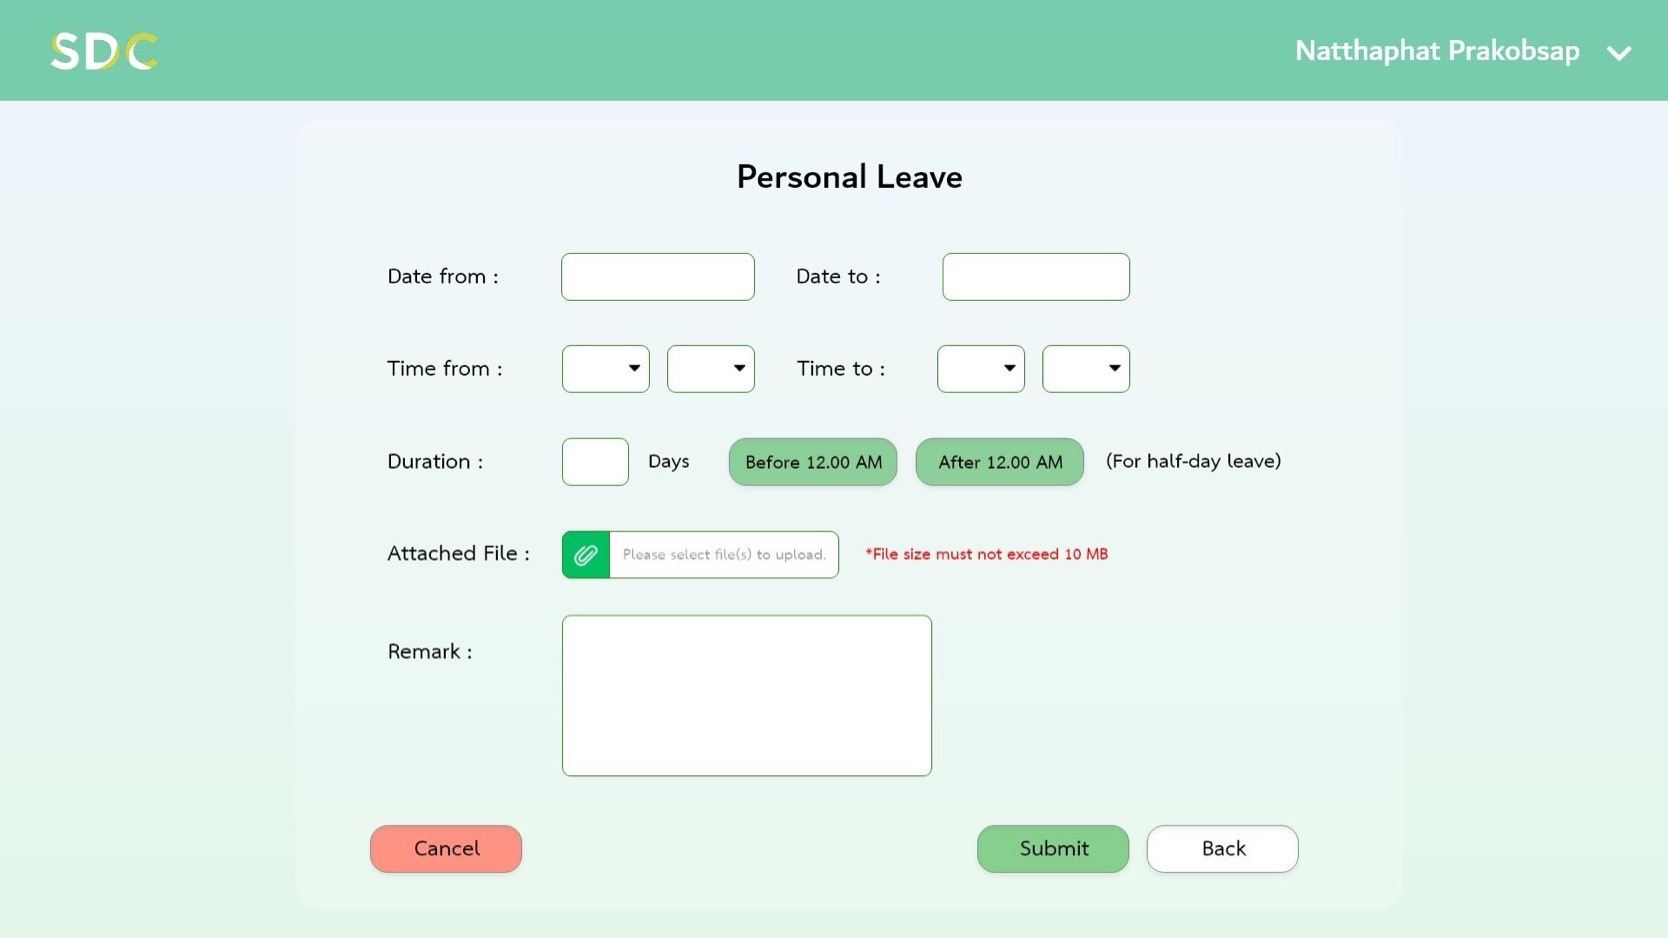 SDC
Natthaphat Prakobsap
Personal Leave
Date from :
Date to :
Time from :
Time to :
Duration :
Days
Before 12.00 AM
After 12.00 AM
(For half-day leave)
Attached File :
Please select file(s) to upload.
*File size must not exceed 10 MB
Remark :
Cancel
Submit
Back